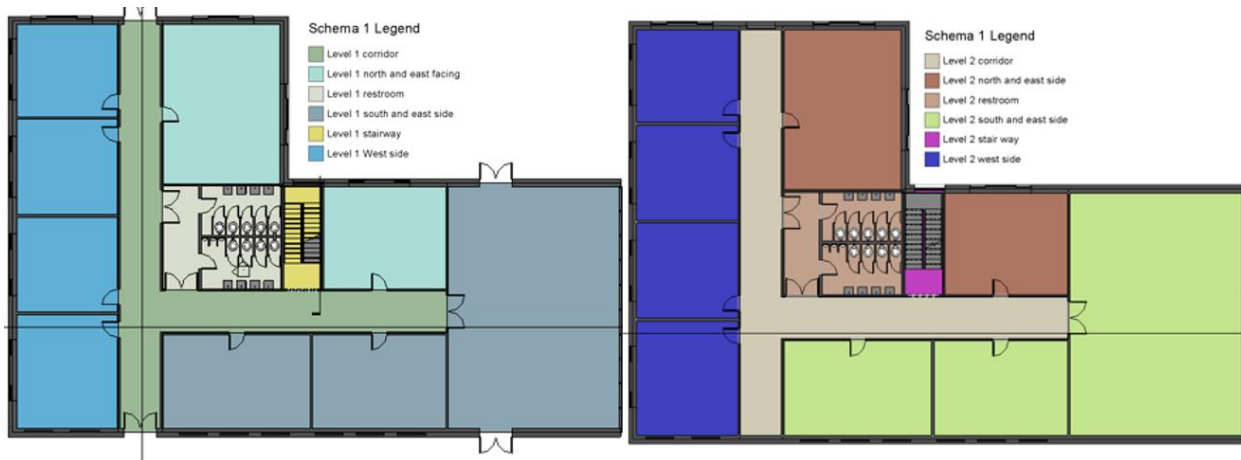 Schema 1 Legend
Level 1 corridor
Level 1 north and east facing
Level 1 restroom
Level 1 south and east side
Level 1 stairway
Level 1 West side
Schema 1 Legend
Level 2 corridor
Level 2 north and east side
Level 2 restroom
Level 2 south and east side
Level 2 stair way
Level 2 west side